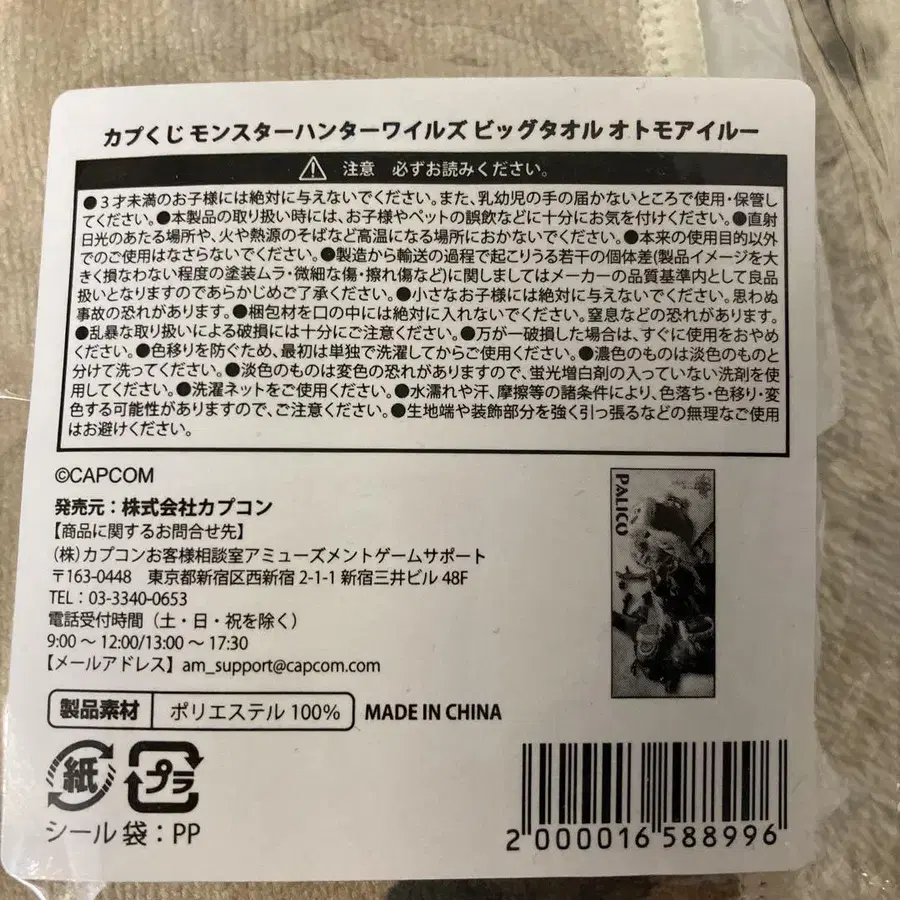 カプくじ モンスターハンターワイルズ ビッグタオル オトモアイルー
注意 必ずお読みください。
●3才未満のお子様には絶対に与えないでください。また、乳幼児の手の届かないところで使用・保管し
てください。●本製品の取り扱い時には、お子様やペットの誤飲などに十分にお気を付けください。●直射
日光のあたる場所や、火や熱源のそばなど高温になる場所におかないでください。●本来の使用目的以外
でのご使用はなさらないでください。●製造から輸送の過程で起こりうる若干の個体差(製品イメージを大
きく損なわない程度の塗装ムラ・微細な傷・擦れ傷など)に関しましてはメーカーの品質基準内として良品
扱いとなりますのであらかじめご了承ください。●小さなお子様には絶対に与えないでください。思わぬ
事故の恐れがあります。●梱包材を口の中には絶対に入れないでください。窒息などの恐れがあります。
●乱暴な取り扱いによる破損には十分にご注意ください。●万が一破損した場合は、すぐに使用をおやめ
ください。●色移りを防ぐため、最初は単独で洗濯してからご使用ください。●濃色のものは淡色のものと
分けて洗ってください。●淡色のものは変色の恐れがありますので、蛍光増白剤の入っていない洗剤を使
用してください。●洗濯ネットをご使用ください。●水濡れや汗、摩擦等の諸条件により、色落ち・色移り・変
色する可能性がありますので、ご注意ください。●生地端や装飾部分を強く引っ張るなどの無理なご使用
はお避けください。
©CAPCOM
発売元：株式会社カプコン
【商品に関するお問合せ先】
(株)カプコンお客様相談室アミューズメントゲームサポート
〒163-0448 東京都新宿区西新宿 2-1-1 新宿三井ビル 48F
TEL：03-3340-0653
電話受付時間（土・日・祝を除く）
9:00 ～ 12:00/13:00 ～ 17:30
【メールアドレス】am_support@capcom.com
PALICO
製品素材 ポリエステル 100% MADE IN CHINA
紙 プラ
シール 袋：PP
2 000016 588996